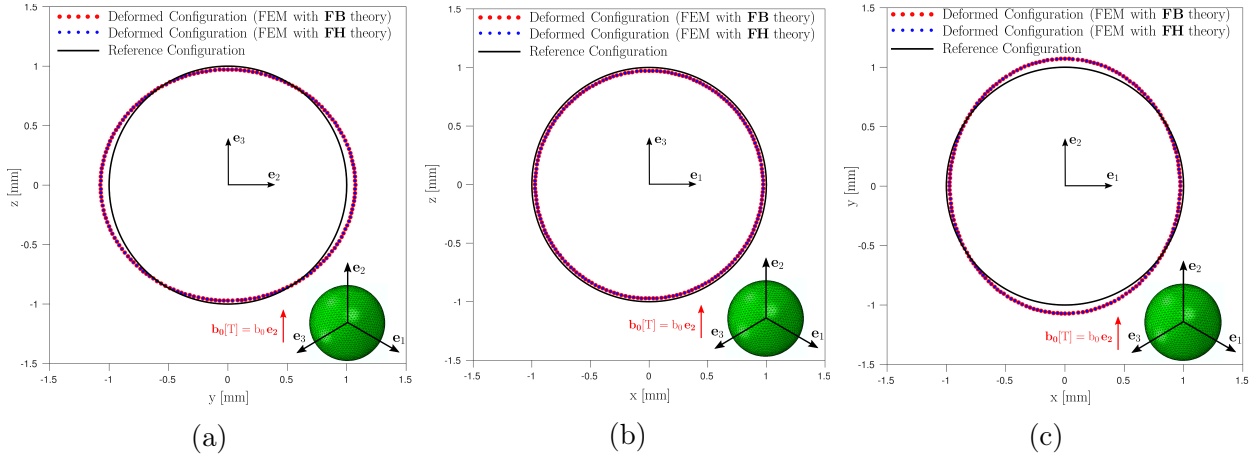 Deformed Configuration (FEM with FB theory)
Deformed Configuration (FEM with FH theory)
Reference Configuration
1.5
1
0.5
0
-0.5
-1
-1.5
z [mm]
e3
e2
e2
b0[T] = b0 e2
e3
e1
-1.5
-1
-0.5
0
0.5
1
1.5
y [mm]
(a)
Deformed Configuration (FEM with FB theory)
Deformed Configuration (FEM with FH theory)
Reference Configuration
1.5
1
0.5
0
-0.5
-1
-1.5
z [mm]
e3
e1
e2
b0[T] = b0 e2
e3
e1
-1.5
-1
-0.5
0
0.5
1
1.5
x [mm]
(b)
Deformed Configuration (FEM with FB theory)
Deformed Configuration (FEM with FH theory)
Reference Configuration
1.5
1
0.5
0
-0.5
-1
-1.5
y [mm]
e2
e1
e2
b0[T] = b0 e2
e3
e1
-1.5
-1
-0.5
0
0.5
1
1.5
x [mm]
(c)